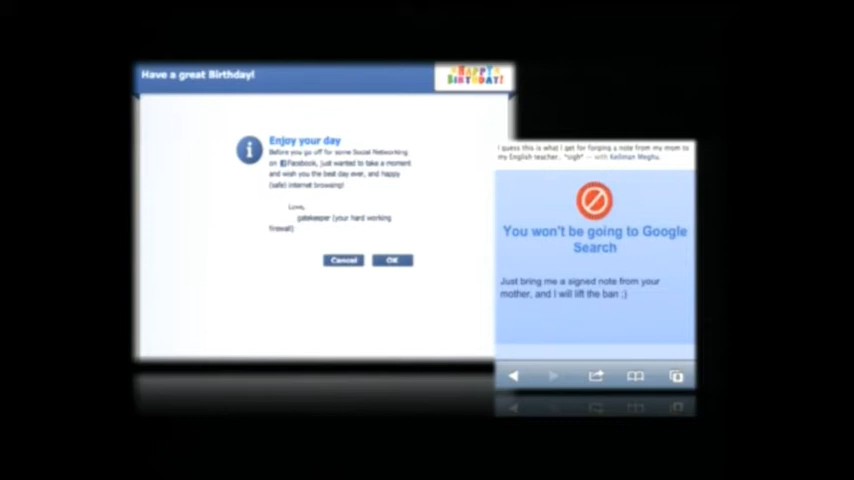 Have a great Birthday!
HAPPY
BIRTHDAY!
Enjoy your day
Before you go off for some Social Networking
on Facebook, just wanted to take a moment
and wish you the best day ever, and happy
(safe) internet browsing!
Love,
gatekeeper (your hard working
firewall)
Cancel
OK
I guess this is what I get for forging a note from my mom to
my English teacher. *sigh* — with Kellman Meghu.
You won't be going to Google
Search
Just bring me a signed note from your
mother, and I will lift the ban ;)